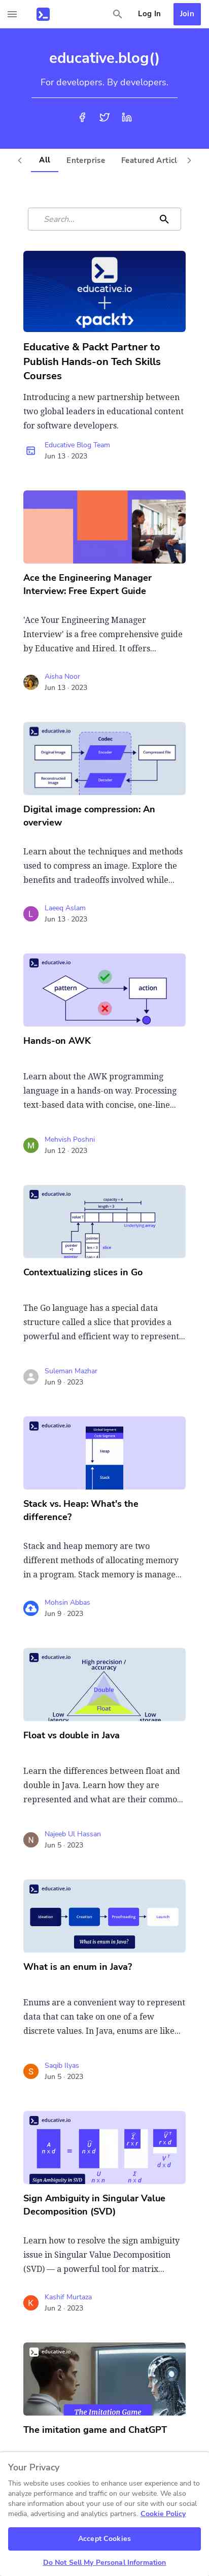 Log In
Join
educative.blog()
For developers. By developers.
All
Enterprise
Featured Articl
Search...
educative.io
+
<packt>
Educative & Packt Partner to
Publish Hands-on Tech Skills
Courses
Introducing a new partnership between
two global leaders in educational content
for software developers.
Educative Blog Team
Jun 13 · 2023
Ace the Engineering Manager
Interview: Free Expert Guide
'Ace Your Engineering Manager
Interview' is a free comprehensive guide
by Educative and Hired. It offers...
Aisha Noor
Jun 13 · 2023
educative.io
Codec
Original Image
Encoder
Compressed File
Reconstructed
Image
Decoder
Digital image compression: An
overview
Learn about the techniques and methods
used to compress an image. Explore the
benefits and tradeoffs involved while...
L
Laeeq Aslam
Jun 13 · 2023
educative.io
pattern
action
Hands-on AWK
Learn about the AWK programming
language in a hands-on way. Processing
text-based data with concise, one-line...
M
Mehvish Poshni
Jun 12 · 2023
educative.io
capacity = 6
length = 3
value 1
Underlying array
pointer
len = 3
slice
Contextualizing slices in Go
The Go language has a special data
structure called a slice that provides a
powerful and efficient way to represent...
Suleman Mazhar
Jun 9 · 2023
educative.io
Global segment
Code segment
Heap
Stack
Stack vs. Heap: What's the
difference?
Stack and heap memory are two
different methods of allocating memory
in a program. Stack memory is manage...
Mohsin Abbas
Jun 9 · 2023
educative.io
High precision /
accuracy
Double
Float
Low
latency
Low
storage
Float vs double in Java
Learn the differences between float and
double in Java. Learn how they are
represented and what are their commo...
N
Najeeb Ul Hassan
Jun 5 · 2023
educative.io
Ideation
Creation
Proofreading
Launch
What is enum in Java?
What is an enum in Java?
Enums are a convenient way to represent
data that can take on one of a few
discrete values. In Java, enums are like...
S
Saqib Ilyas
Jun 5 · 2023
educative.io
A
n x d
=
Sign Ambiguity in SVD
Sign Ambiguity in Singular Value
Decomposition (SVD)
Learn how to resolve the sign ambiguity
issue in Singular Value Decomposition
(SVD) — a powerful tool for matrix...
K
Kashif Murtaza
Jun 2 · 2023
educative.io
The Imitation Game
The imitation game and ChatGPT
Your Privacy
This website uses cookies to enhance user experience and to
analyze performance and traffic on our website. We also
share information about your use of our site with our social
media, advertising and analytics partners. Cookie Policy
Accept Cookies
Do Not Sell My Personal Information